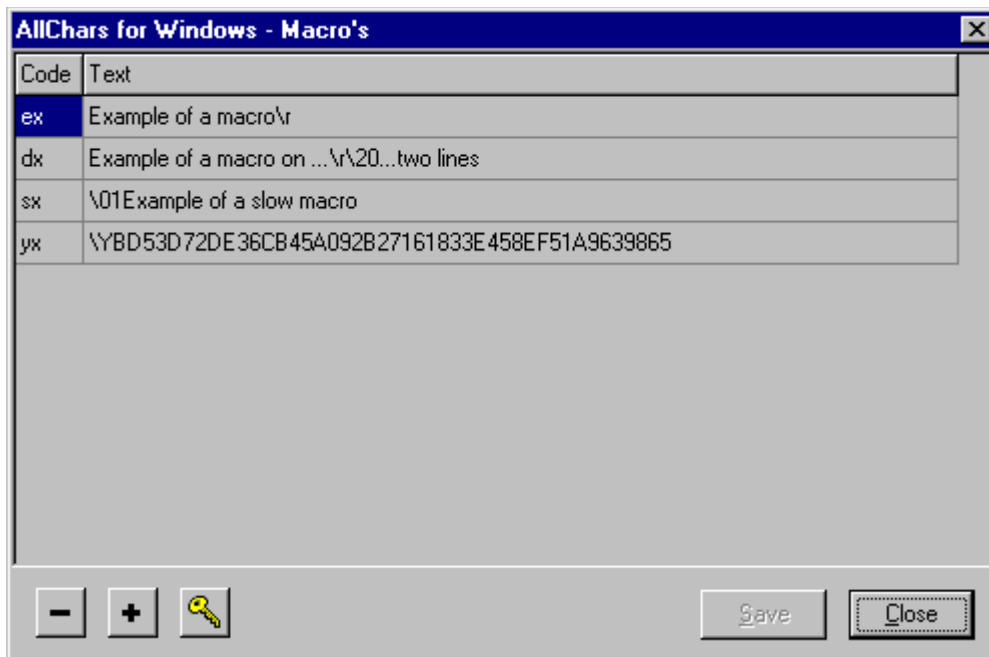 AllChars for Windows - Macro's
Code Text
ex Example of a macro\r
dx Example of a macro on ...\r\20...two lines
sx \01Example of a slow macro
yx \YBD53D72DE36CB45A092B27161833E458EF51A9639865
Save Close